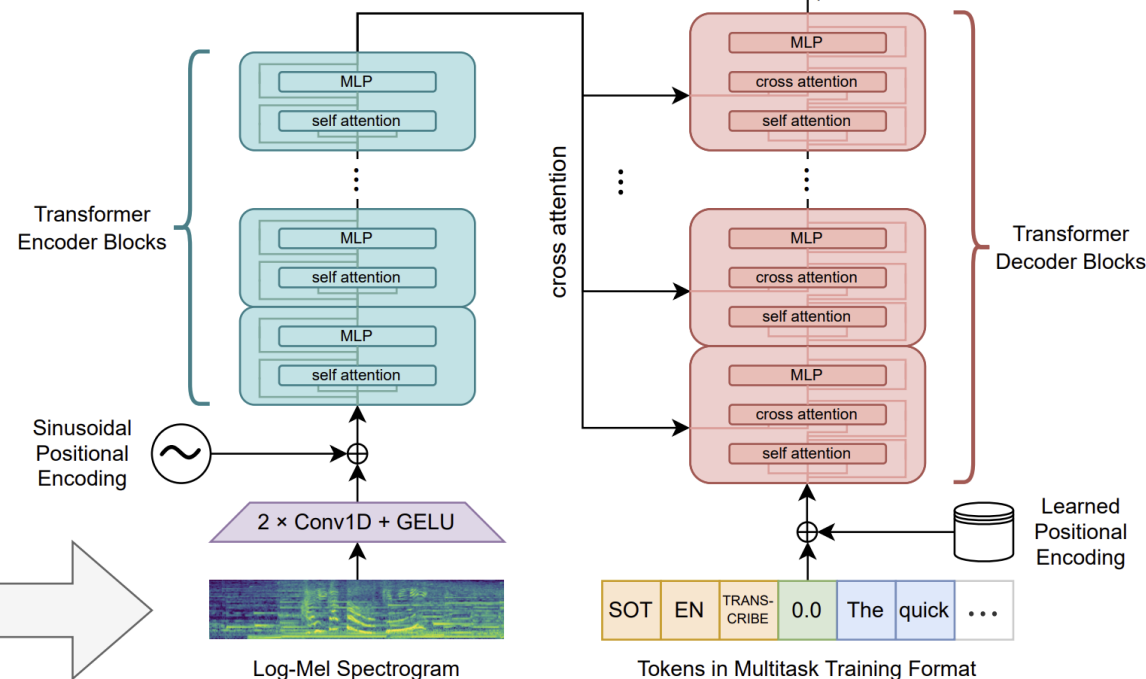 MLP
self attention
Transformer
Encoder Blocks
MLP
self attention
MLP
self attention
Sinusoidal
Positional
Encoding
2 × Conv1D + GELU
Log-Mel Spectrogram
cross attention
MLP
cross attention
self attention
MLP
cross attention
self attention
MLP
cross attention
self attention
Transformer
Decoder Blocks
Learned
Positional
Encoding
SOT EN TRANS-
CRIBE 0.0 The quick ...
Tokens in Multitask Training Format